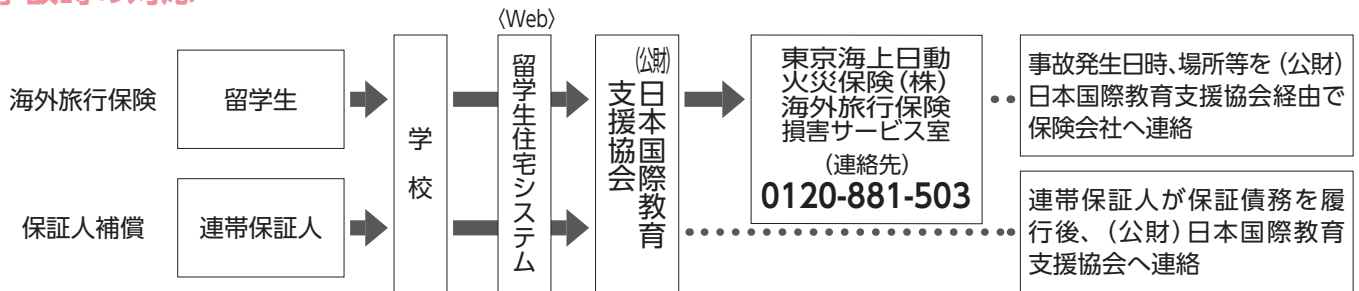 〈Web〉
海外旅行保険
留学生
学校
留学生住宅システム
(公財)
日本国際教育
支援協会
東京海上日動
火災保険(株)
海外旅行保険
損害サービス室
(連絡先)
0120-881-503
事故発生日時、場所等を(公財)
日本国際教育支援協会経由で
保険会社へ連絡
保証人補償
連帯保証人
連帯保証人が保証債務を履
行後、(公財)日本国際教育
支援協会へ連絡